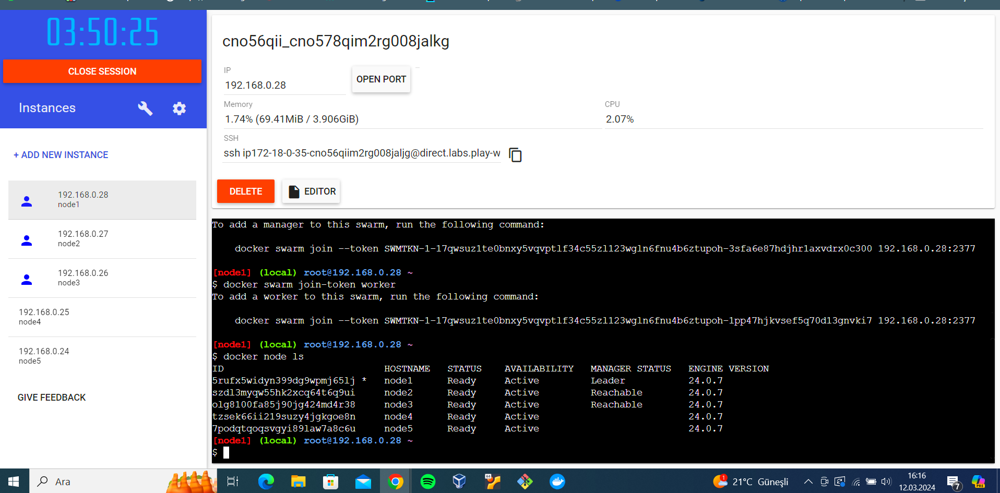 03:50:25
CLOSE SESSION
Instances
+ ADD NEW INSTANCE
192.168.0.28
node1
192.168.0.27
node2
192.168.0.26
node3
192.168.0.25
node4
192.168.0.24
node5
GIVE FEEDBACK
cno56qii_cno578qim2rg008jalkg
IP
192.168.0.28
OPEN PORT
Memory
1.74% (69.41MiB / 3.906GiB)
CPU
2.07%
SSH
ssh ip172-18-0-35-cno56qiim2rg008jaljg@direct.labs.play-w
DELETE
EDITOR
To add a manager to this swarm, run the following command:
docker swarm join --token SWMTKN-1-17qwsuz1te0bnxy5vqvptlf34c55zl123wgln6fnu4b6ztupoh-3sfa6e87hdjhr1axvdrx0c300 192.168.0.28:2377
[node1] (local) root@192.168.0.28 ~
$ docker swarm join-token worker
To add a worker to this swarm, run the following command:
docker swarm join --token SWMTKN-1-17qwsuz1te0bnxy5vqvptlf34c55zl123wgln6fnu4b6ztupoh-1pp47hjkvsef5q70d13gnvki7 192.168.0.28:2377
[node1] (local) root@192.168.0.28 ~
$ docker node ls
ID HOSTNAME STATUS AVAILABILITY MANAGER STATUS ENGINE VERSION
5rufx5widyn399dg9wpmj65lj * node1 Ready Active Leader 24.0.7
szdl3myqw55hk2xcq64t6q9ui node2 Ready Active Reachable 24.0.7
olg8100fa85j90jg424md4r38 node3 Ready Active Reachable 24.0.7
tzsek66ii219suzy4jgkgoe8n node4 Ready Active 24.0.7
7podqtqoqsvgyi89law7a8c6u node5 Ready Active 24.0.7
[node1] (local) root@192.168.0.28 ~
$
Ara
64
1
21°C Güneşli
16:16
12.03.2024
7
PRE